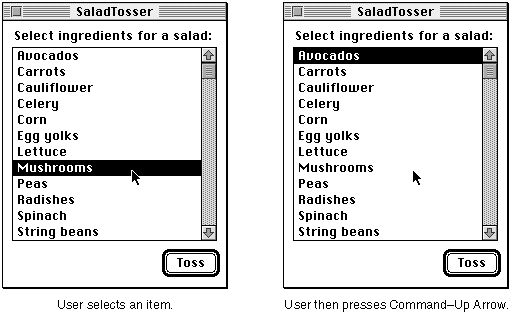 SaladTosser
Select ingredients for a salad:
Avocados
Carrots
Cauliflower
Celery
Corn
Egg yolks
Lettuce
Mushrooms
Peas
Radishes
Spinach
String beans
Toss
User selects an item.
SaladTosser
Select ingredients for a salad:
Avocados
Carrots
Cauliflower
Celery
Corn
Egg yolks
Lettuce
Mushrooms
Peas
Radishes
Spinach
String beans
Toss
User then presses Command–Up Arrow.